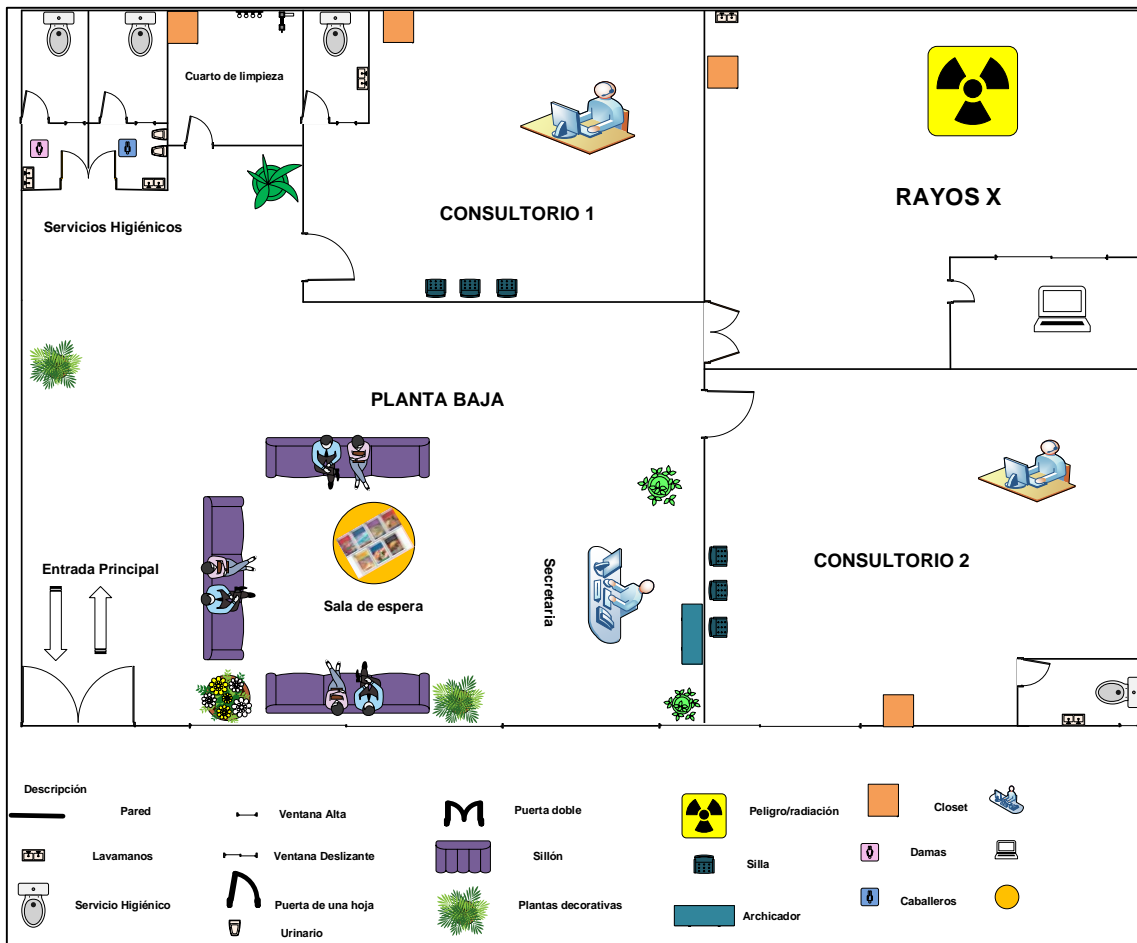 Cuarto de limpieza
RAYOS X
CONSULTORIO 1
Servicios Higiénicos
PLANTA BAJA
CONSULTORIO 2
Entrada Principal
Secretaria
Sala de espera
Descripción
Pared
Ventana Alta
Puerta doble
Peligro/radiación
Closet
Lavamanos
Ventana Deslizante
Sillón
Silla
Damas
Servicio Higiénico
Puerta de una hoja
Plantas decorativas
Archicador
Caballeros
Urinario